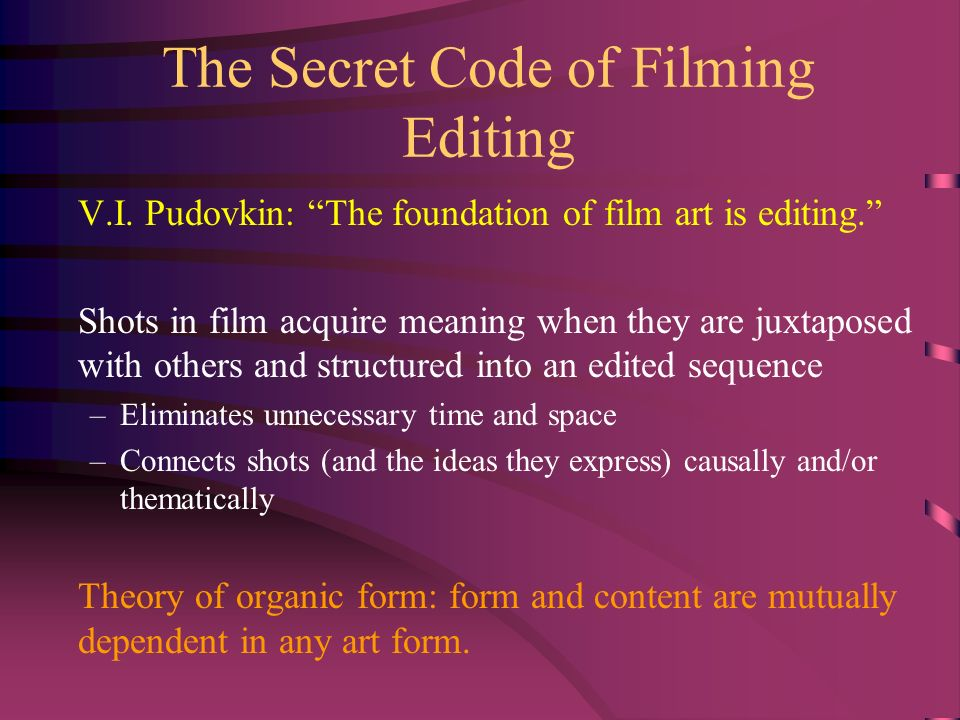 The Secret Code of Filming
Editing
V.I. Pudovkin: “The foundation of film art is editing.”
Shots in film acquire meaning when they are juxtaposed
with others and structured into an edited sequence
–Eliminates unnecessary time and space
–Connects shots (and the ideas they express) causally and/or
thematically
Theory of organic form: form and content are mutually
dependent in any art form.